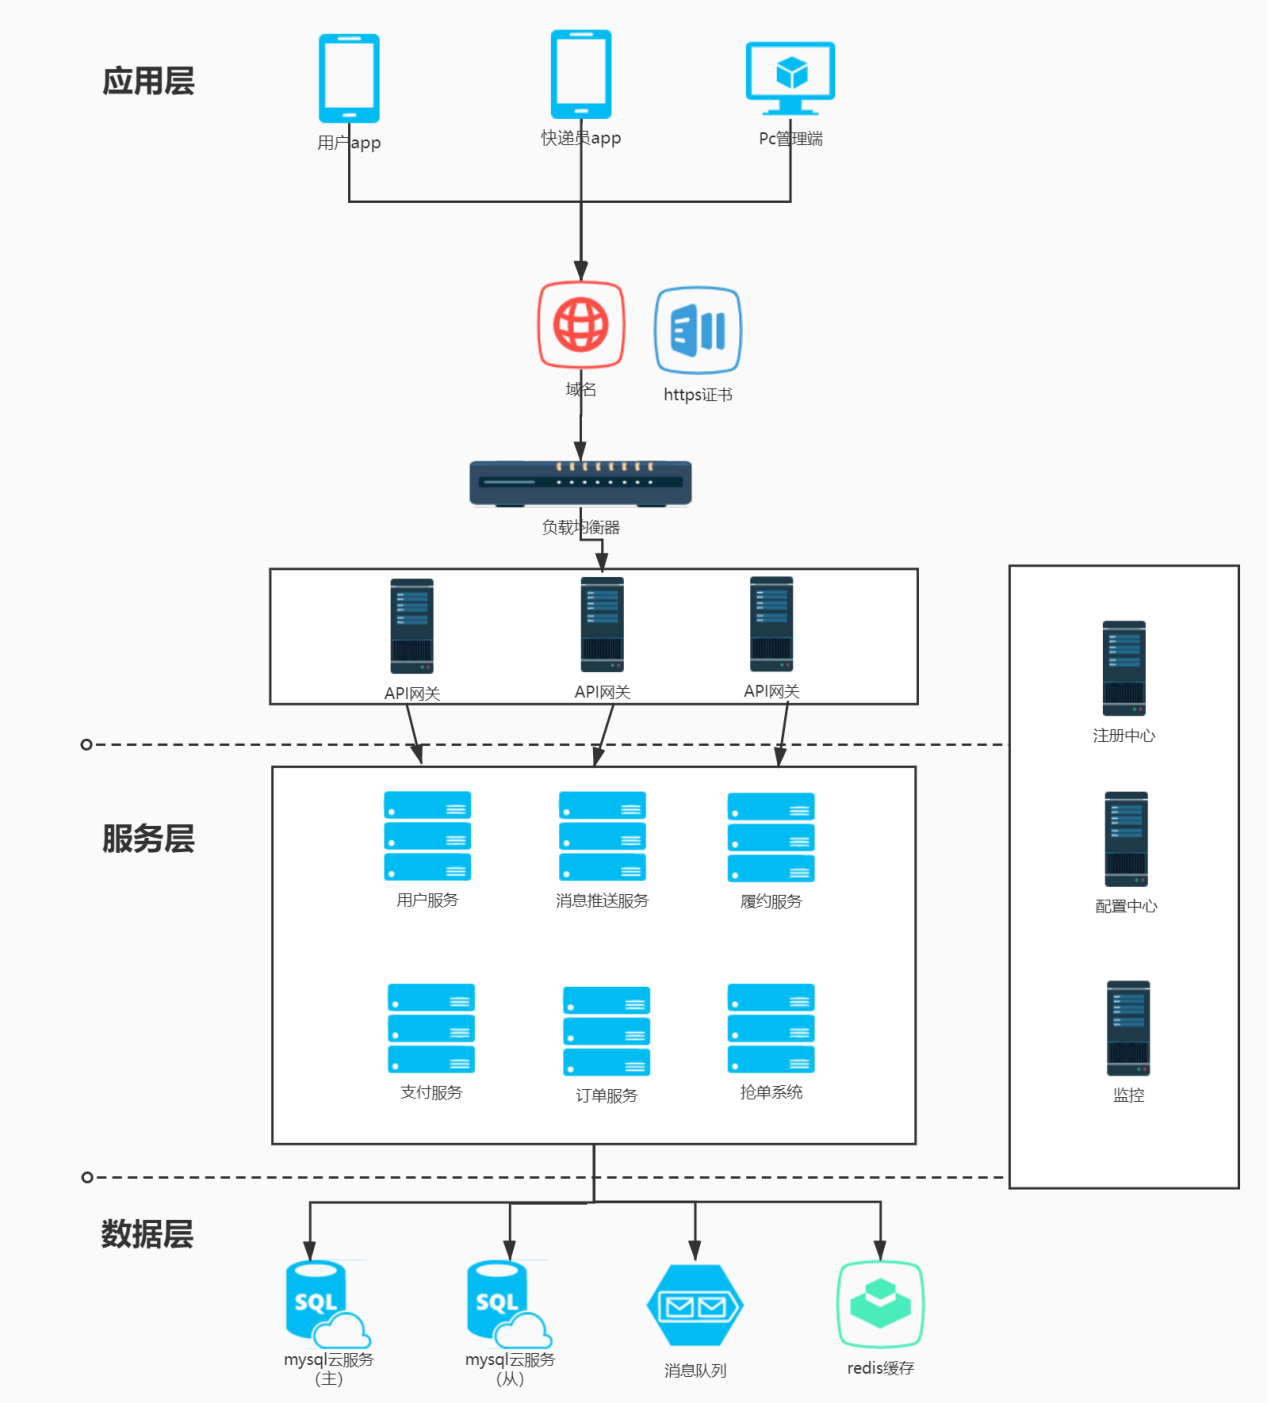 应用层
用户app
快递员app
Pc管理端
域名
https证书
负载均衡器
API网关
API网关
API网关
注册中心
服务层
用户服务
消息推送服务
履约服务
配置中心
支付服务
订单服务
抢单系统
监控
数据层
SQL
SQL
mysql云服务
（主）
mysql云服务
（从）
消息队列
redis缓存